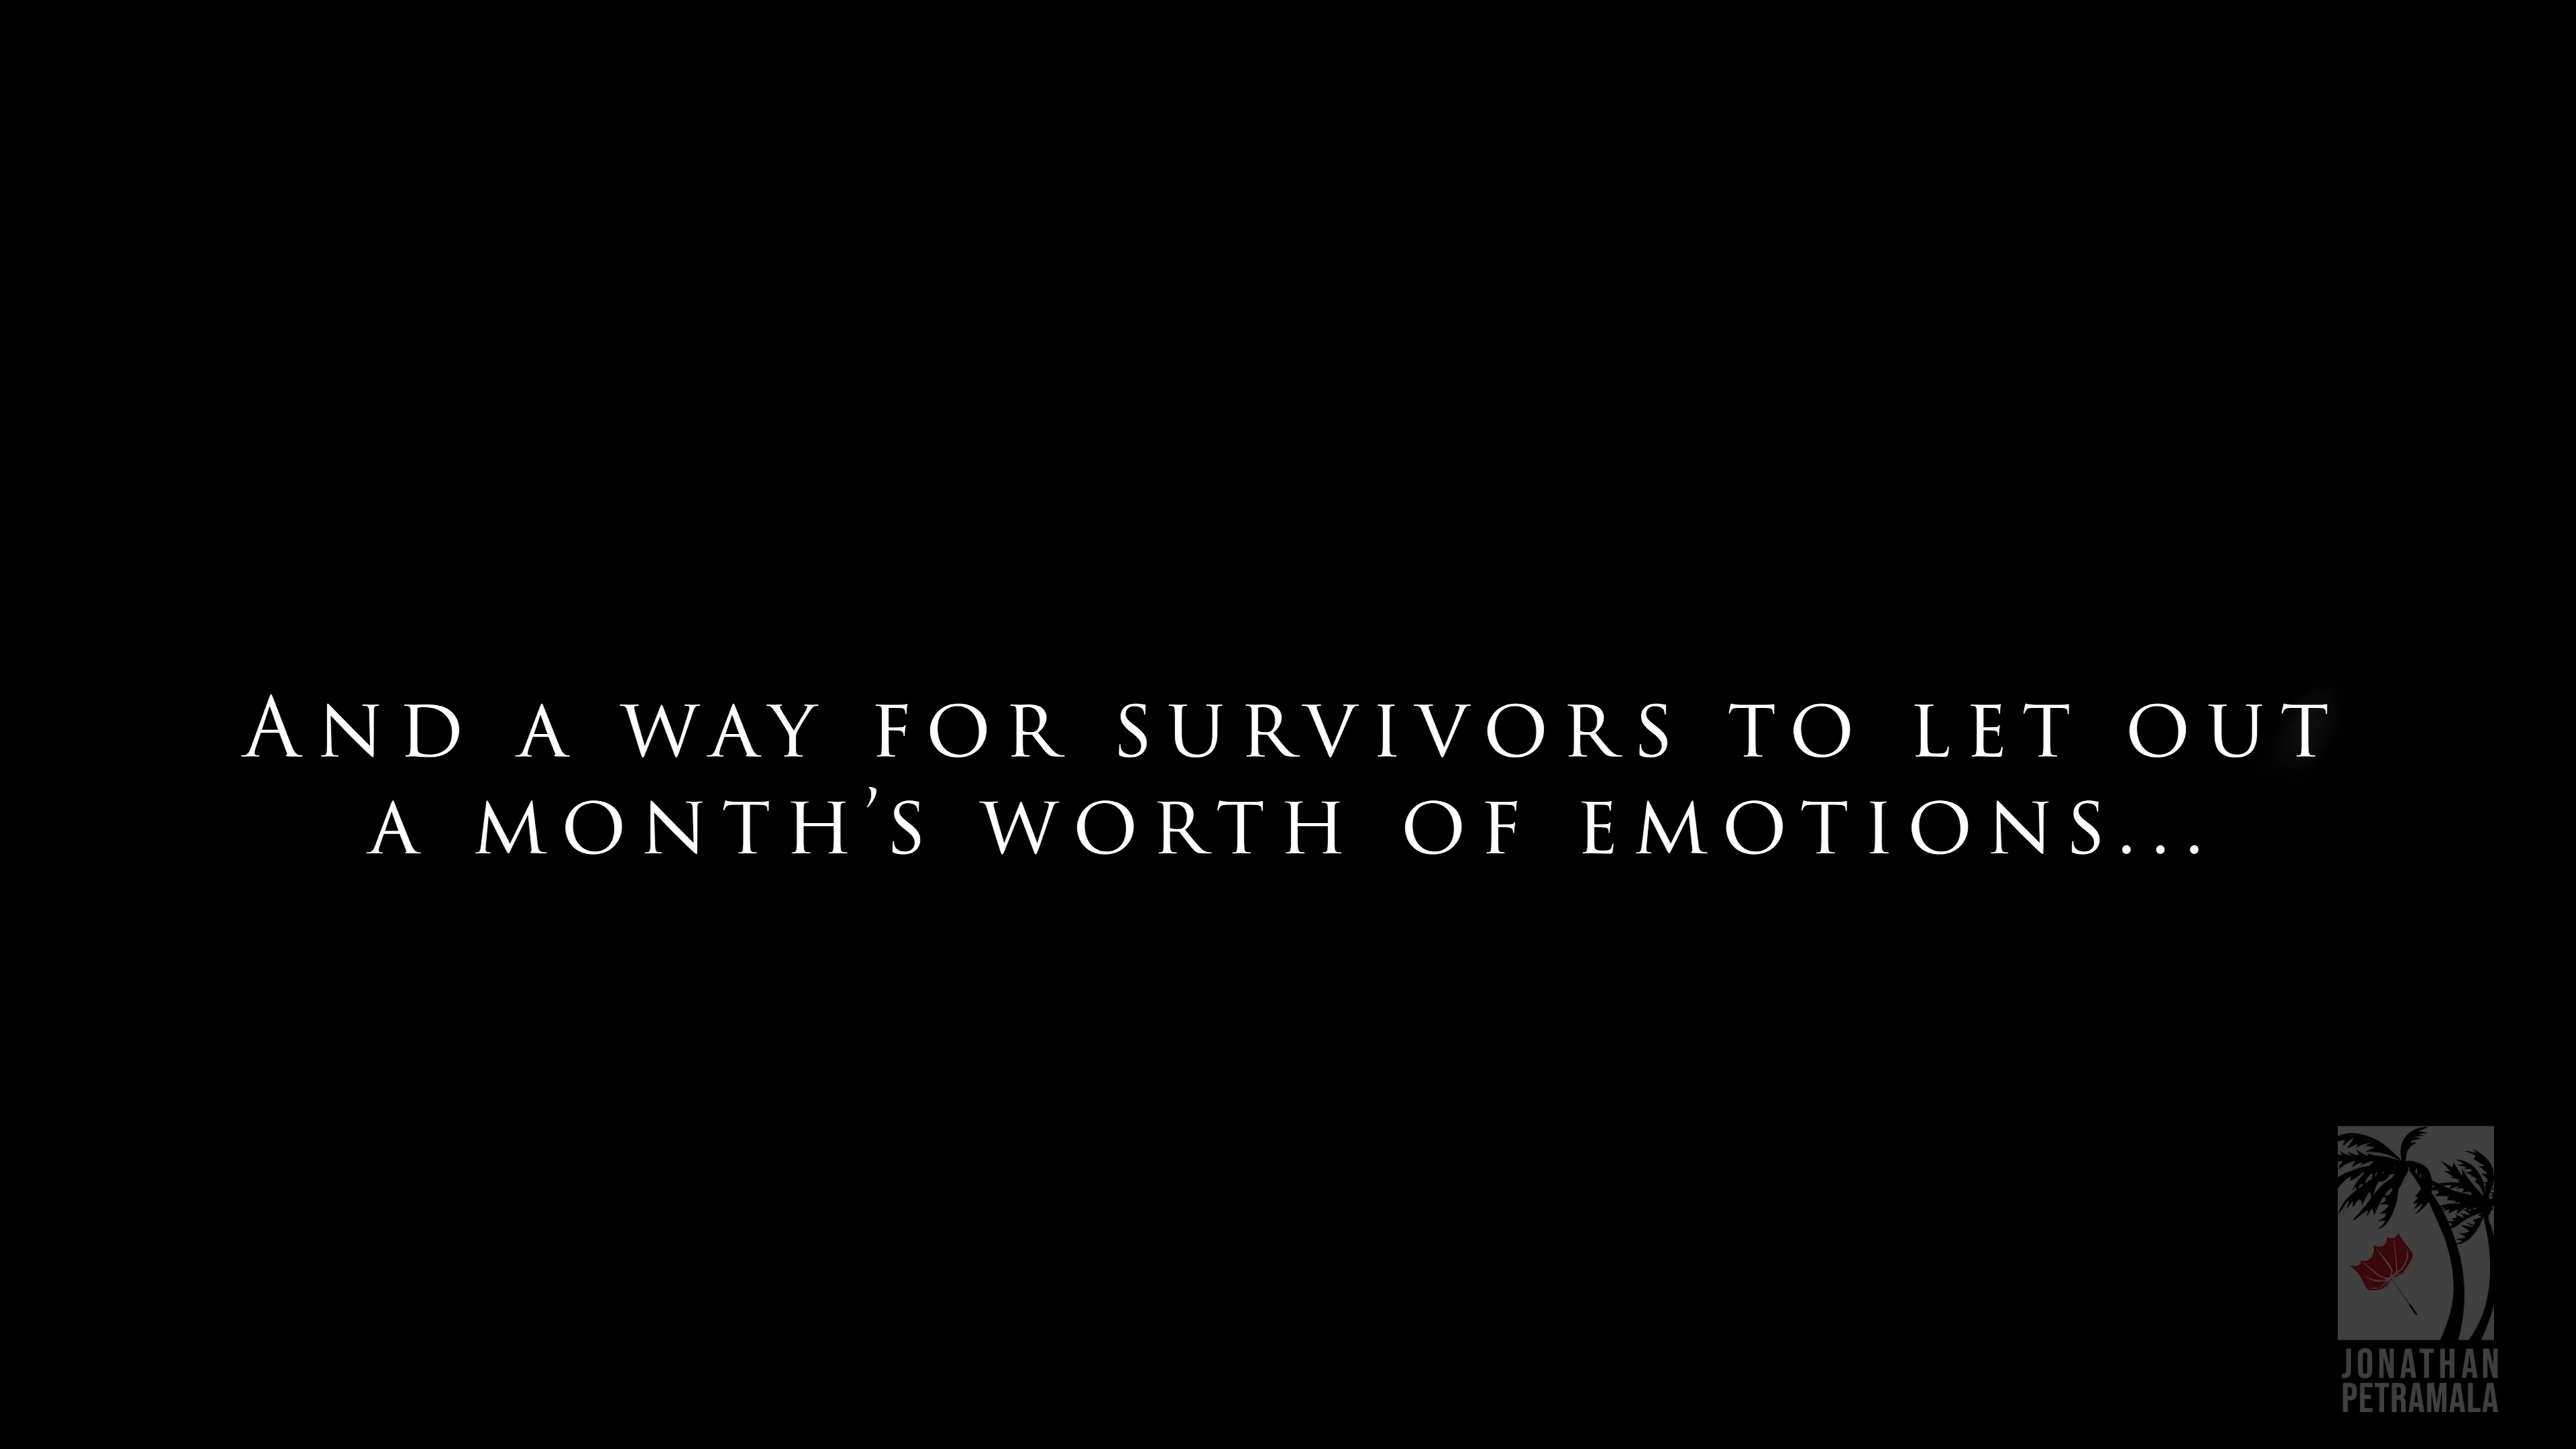 And a way for survivors to let out
a month’s worth of emotions...
JONATHAN
PETRAMALA